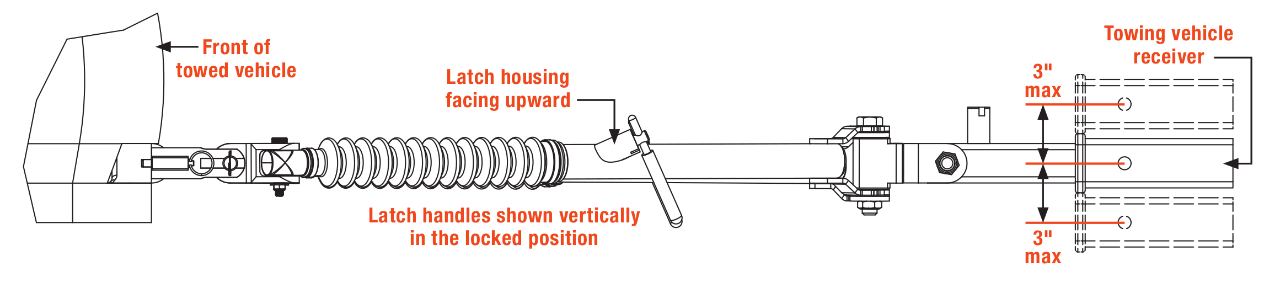 Front of
towed vehicle
Latch housing
facing upward
Latch handles shown vertically
in the locked position
Towing vehicle
receiver
3"
max
3"
max